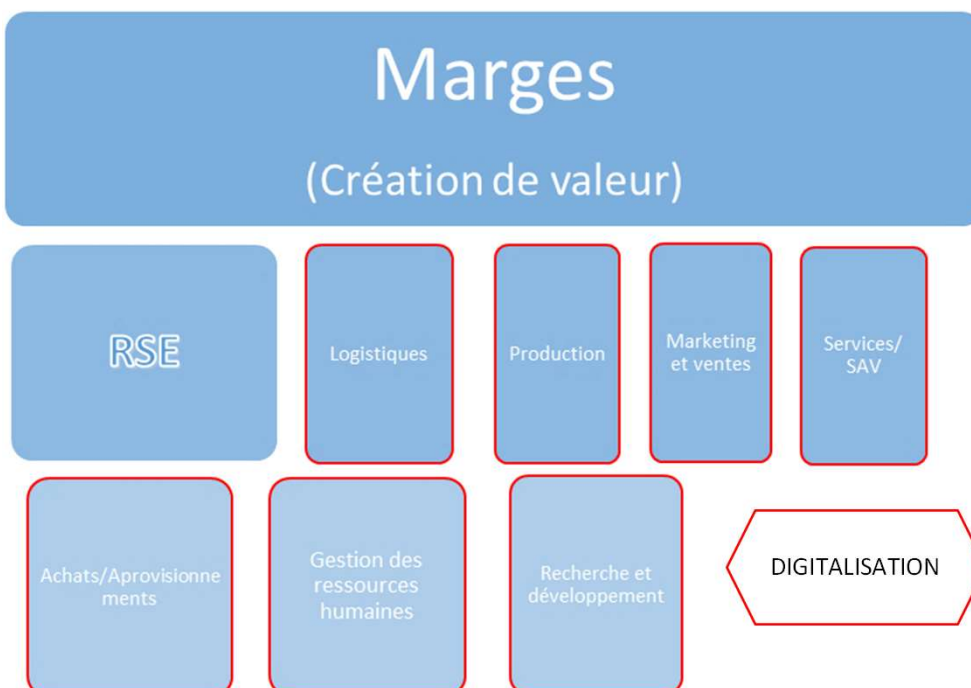 Marges
(Création de valeur)
RSE
Logistiques
Production
Marketing
et ventes
Services/
SAV
Achats/Aprovisionne
ments
Gestion des
ressources
humaines
Recherche et
développement
DIGITALISATION